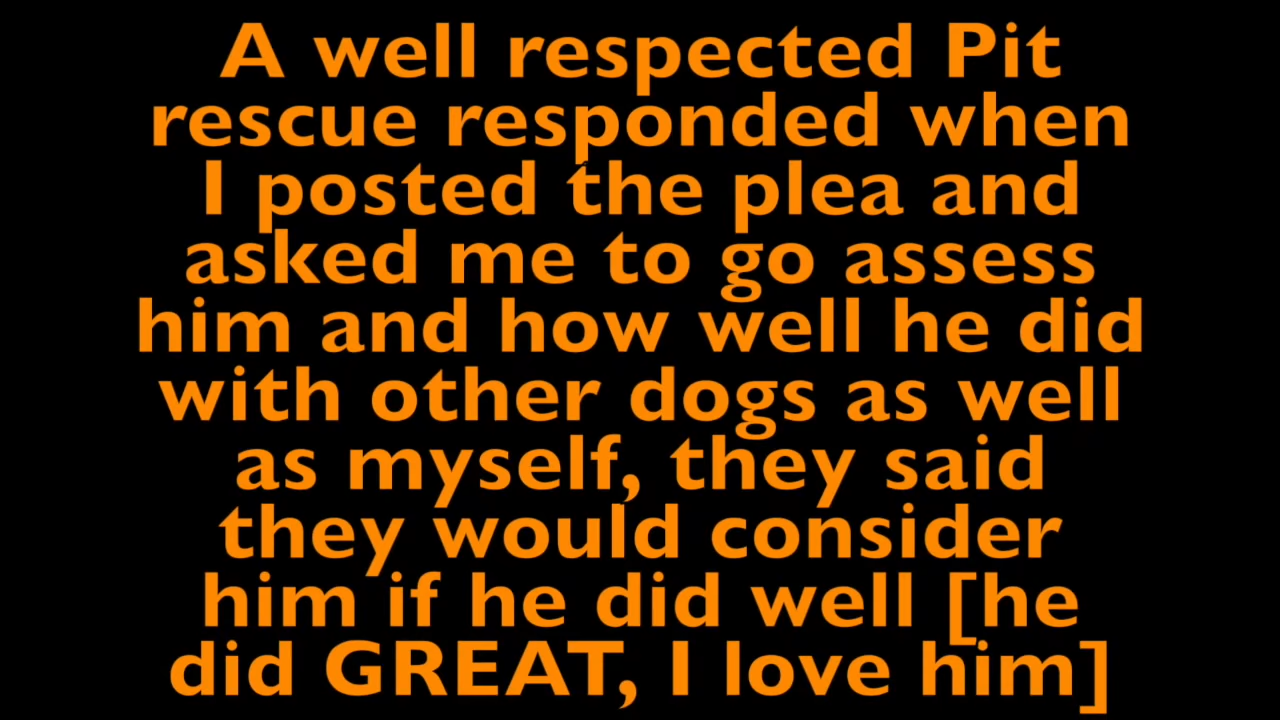 A well respected Pit
rescue responded when
I posted the plea and
asked me to go assess
him and how well he did
with other dogs as well
as myself, they said
they would consider
him if he did well [he
did GREAT, I love him]